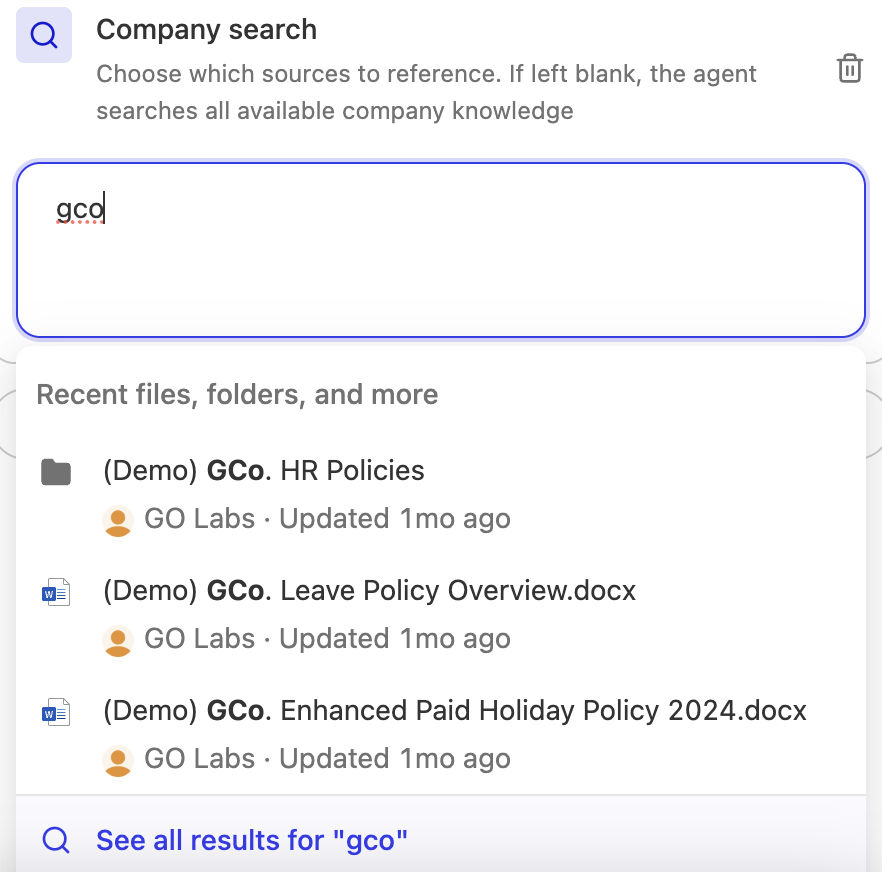 Company search
Choose which sources to reference. If left blank, the agent
searches all available company knowledge
gco
Recent files, folders, and more
(Demo) GCo. HR Policies
GO Labs · Updated 1mo ago
(Demo) GCo. Leave Policy Overview.docx
GO Labs · Updated 1mo ago
(Demo) GCo. Enhanced Paid Holiday Policy 2024.docx
GO Labs · Updated 1mo ago
See all results for "gco"